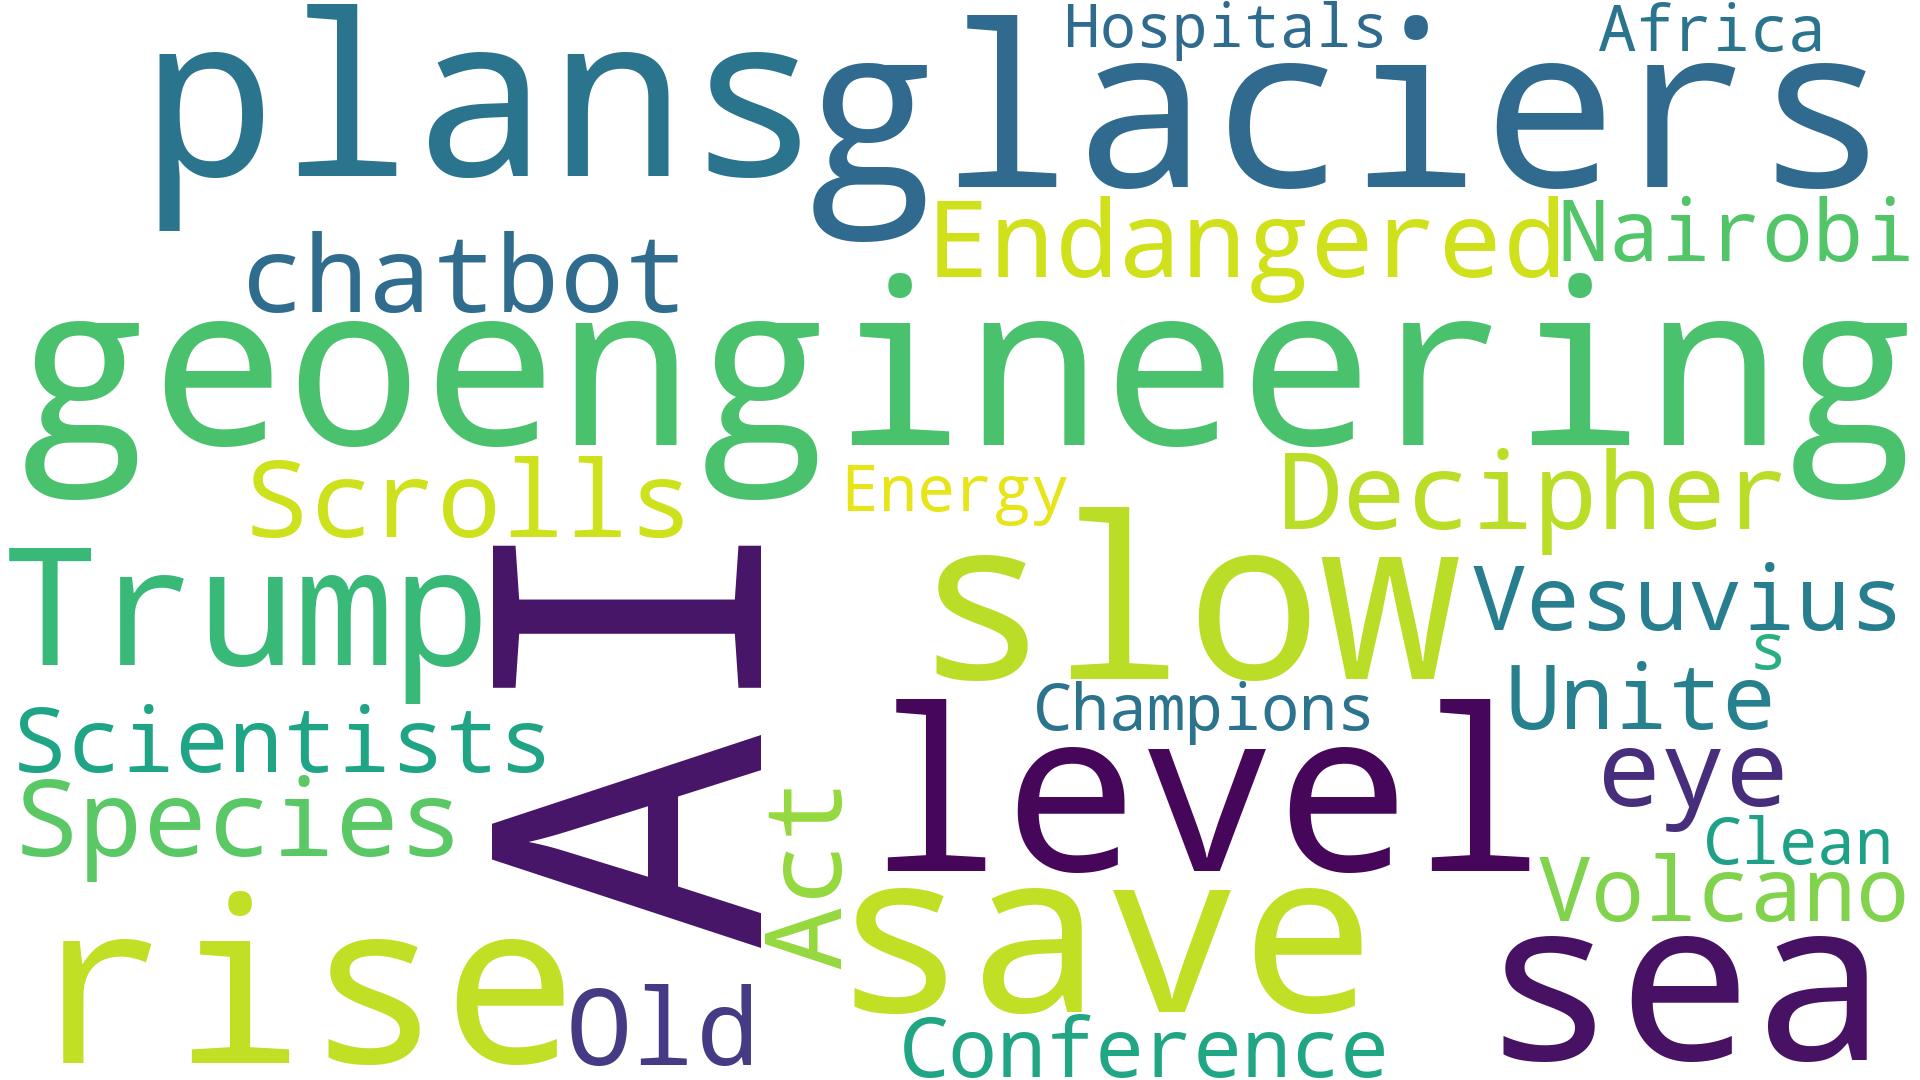 Hospitals
Africa
plans
glaciers
Endangered
Nairobi
chatbot
geoengineering
Scrolls
Energy
Decipher
Trump
AI
slow
Vesuvius
s
Unite
Scientists
Champions
level
eye
Species
Act
Clean
Volcano
rise
save
sea
Old
Conference